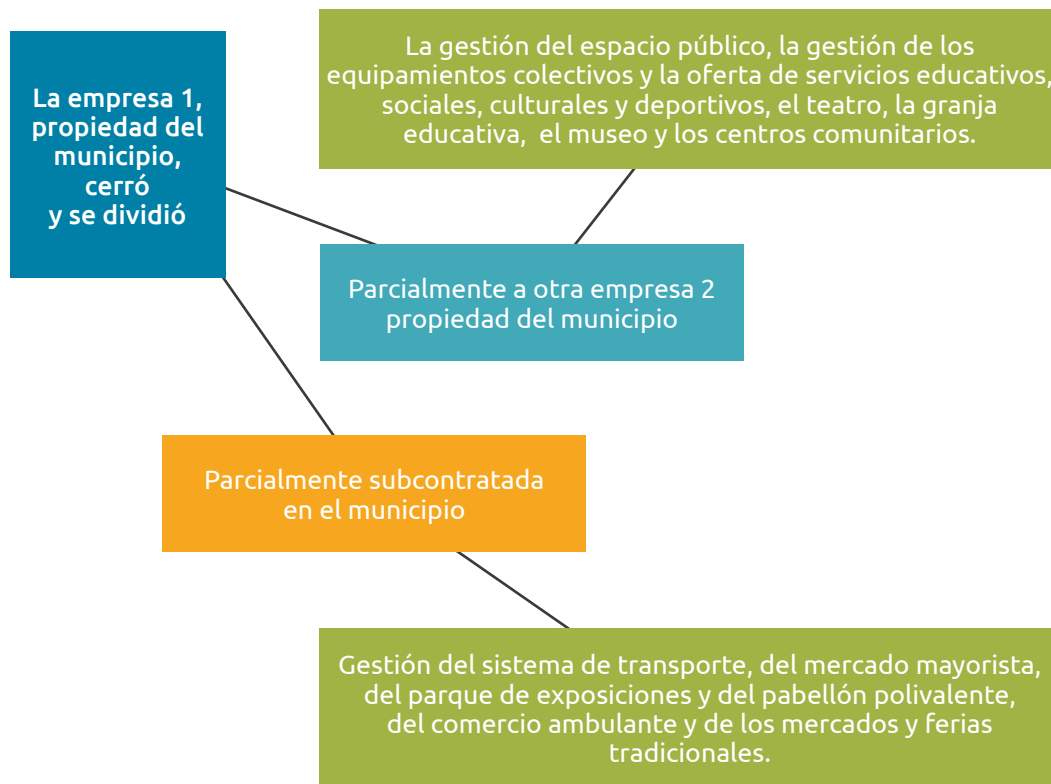 La empresa 1,
propiedad del
municipio,
cerró
y se dividió
La gestión del espacio público, la gestión de los
equipamientos colectivos y la oferta de servicios educativos,
sociales, culturales y deportivos, el teatro, la granja
educativa, el museo y los centros comunitarios.
Parcialmente a otra empresa 2
propiedad del municipio
Parcialmente subcontratada
en el municipio
Gestión del sistema de transporte, del mercado mayorista,
del parque de exposiciones y del pabellón polivalente,
del comercio ambulante y de los mercados y ferias
tradicionales.